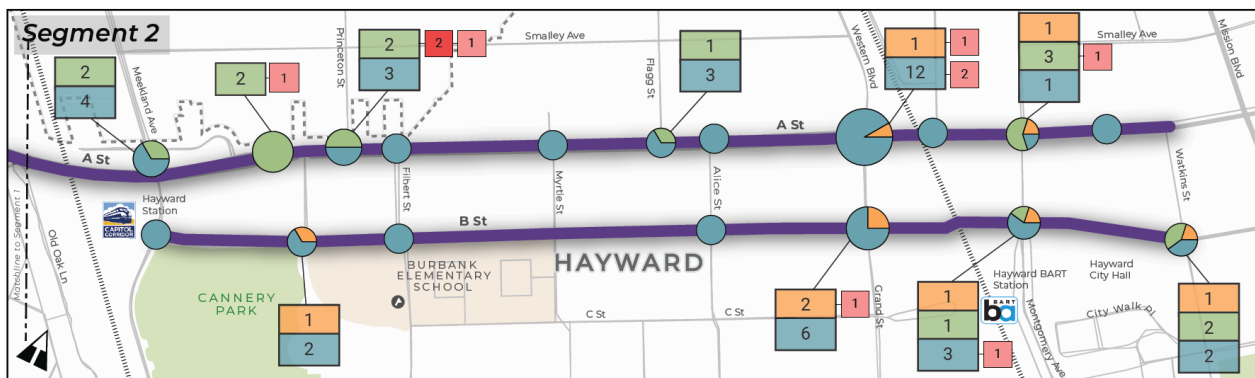 Segment 2
Smalley Ave
Smalley Ave
Mission Blvd
Princeton St
Western Blvd
Meekland Ave
Flagg St
2
4
2
1
2
2
1
3
1
3
1
1
12
2
1
3
1
1
A St
A St
Matchline to Segment 1
Old Oak Ln
Hayward
Station
CAPITOL
CORRIDOR
Filbert St
Myrtle St
Alice St
Watkins St
B St
BURBANK
ELEMENTARY
SCHOOL
HAYWARD
CANNERY
PARK
Grand St
Hayward BART
Station
Hayward
City Hall
BART
ba
Montgomery Ave
City Walk Pl
C St
C St
1
2
2
1
6
1
1
3
1
1
2
2